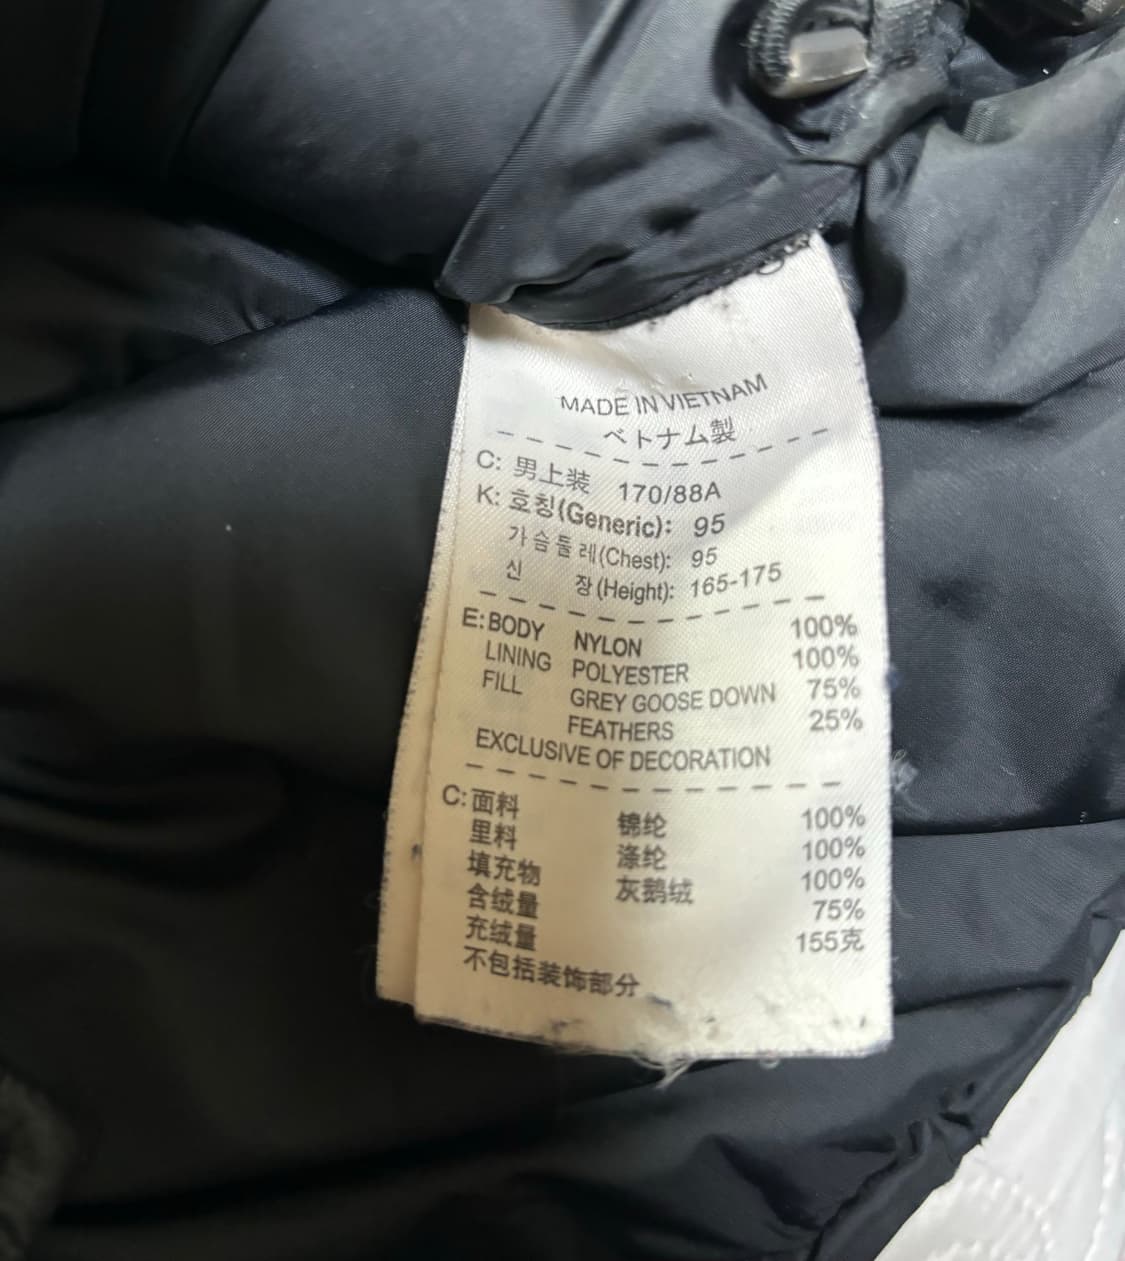 MADE IN VIETNAM
ベトナム製
C: 男上装 170/88A
K: 호칭(Generic): 95
가슴둘레(Chest): 95
신 장(Height): 165-175
E: BODY NYLON 100%
LINING POLYESTER 100%
FILL GREY GOOSE DOWN 75%
FEATHERS 25%
EXCLUSIVE OF DECORATION
C: 面料 锦纶 100%
里料 涤纶 100%
填充物 灰鹅绒 100%
含绒量 75%
充绒量 155克
不包括装饰部分